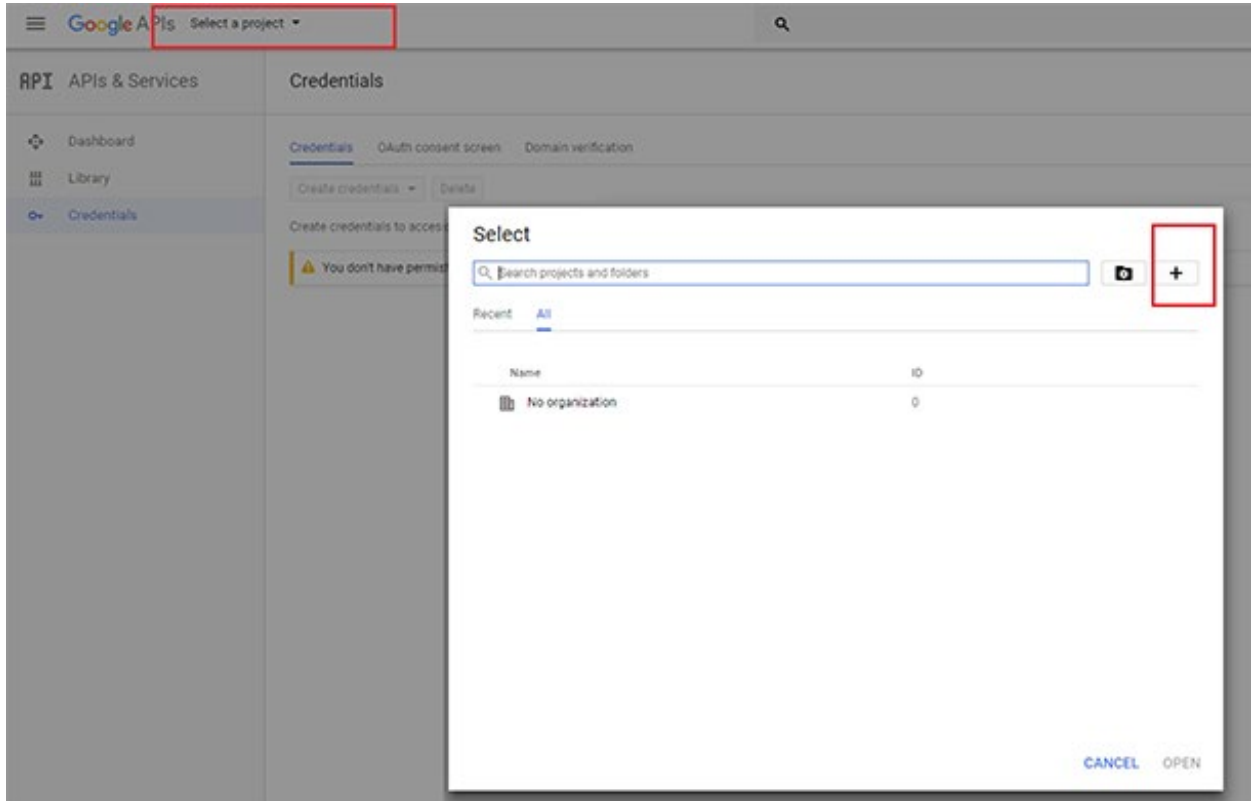 Google APIs Select a project
API APIs & Services
Credentials
Dashboard
Library
Credentials
Credentials OAuth consent screen Domain verification
Create credentials Delete
Create credentials to access
You don't have permis
Select
Search projects and folders
Recent All
Name ID
No organization 0
CANCEL OPEN